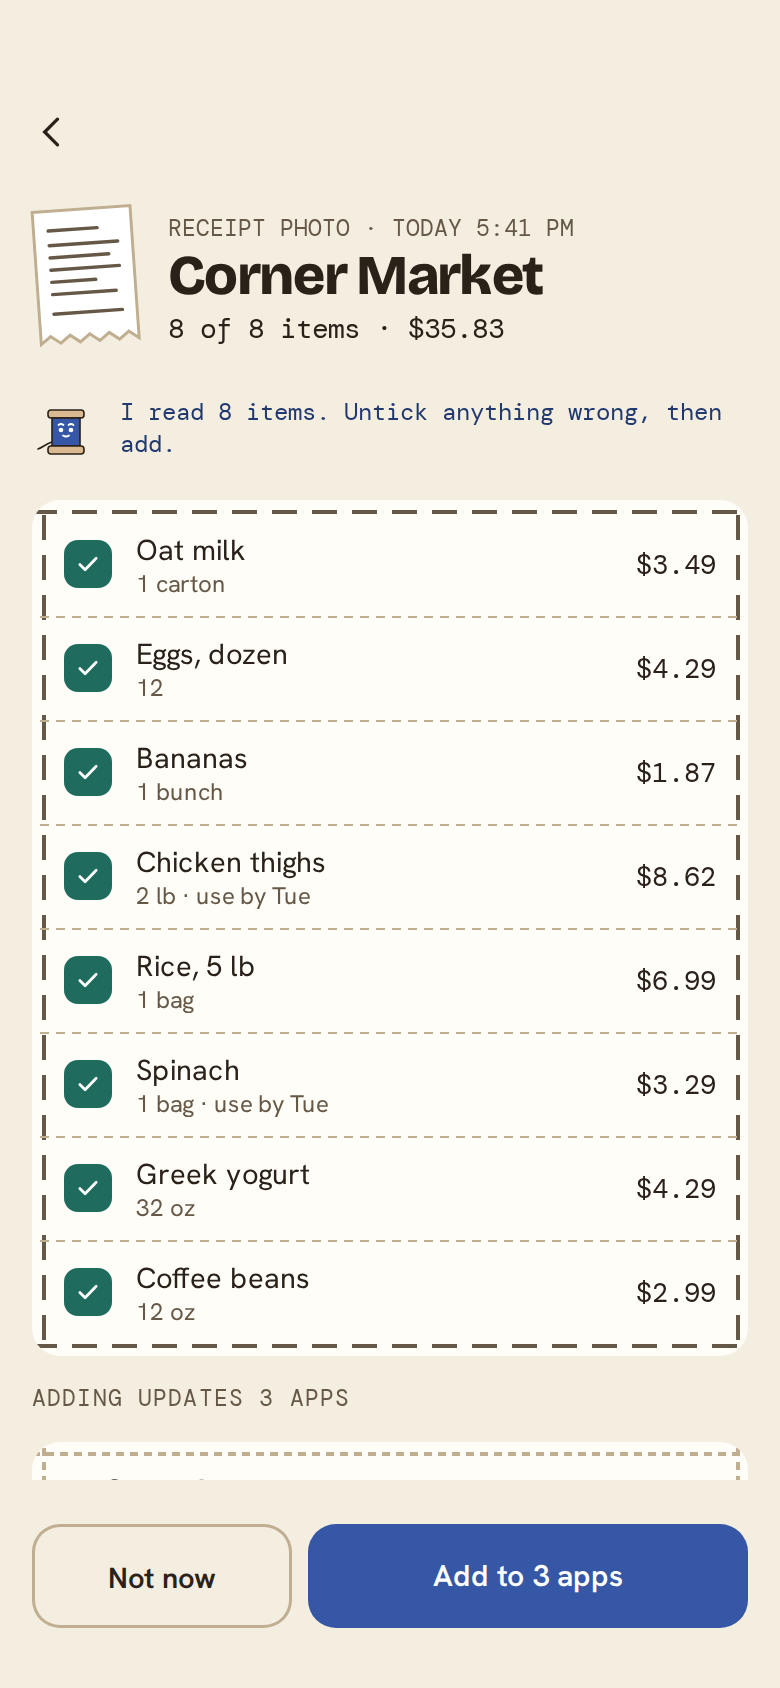 RECEIPT PHOTO · TODAY 5:41 PM
Corner Market
8 of 8 items · $35.83
I read 8 items. Untick anything wrong, then
add.
Oat milk
$3.49
1 carton
Eggs, dozen
$4.29
12
Bananas
$1.87
1 bunch
Chicken thighs
$8.62
2 lb · use by Tue
Rice, 5 lb
$6.99
1 bag
Spinach
$3.29
1 bag · use by Tue
Greek yogurt
$4.29
32 oz
Coffee beans
$2.99
12 oz
ADDING UPDATES 3 APPS
Not now
Add to 3 apps